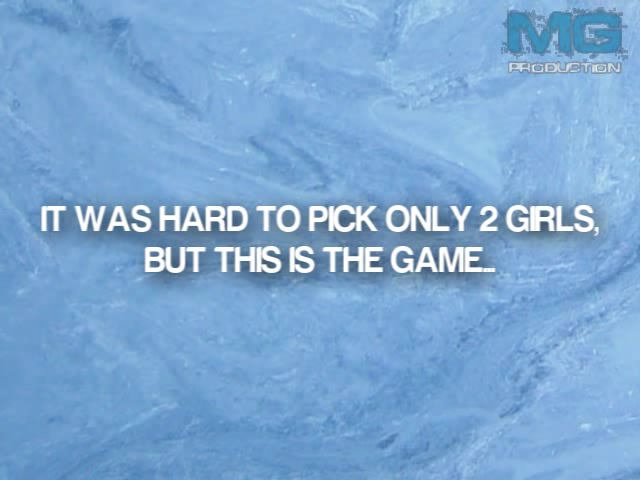 MG
PRODUCTION
IT WAS HARD TO PICK ONLY 2 GIRLS,
BUT THIS IS THE GAME...